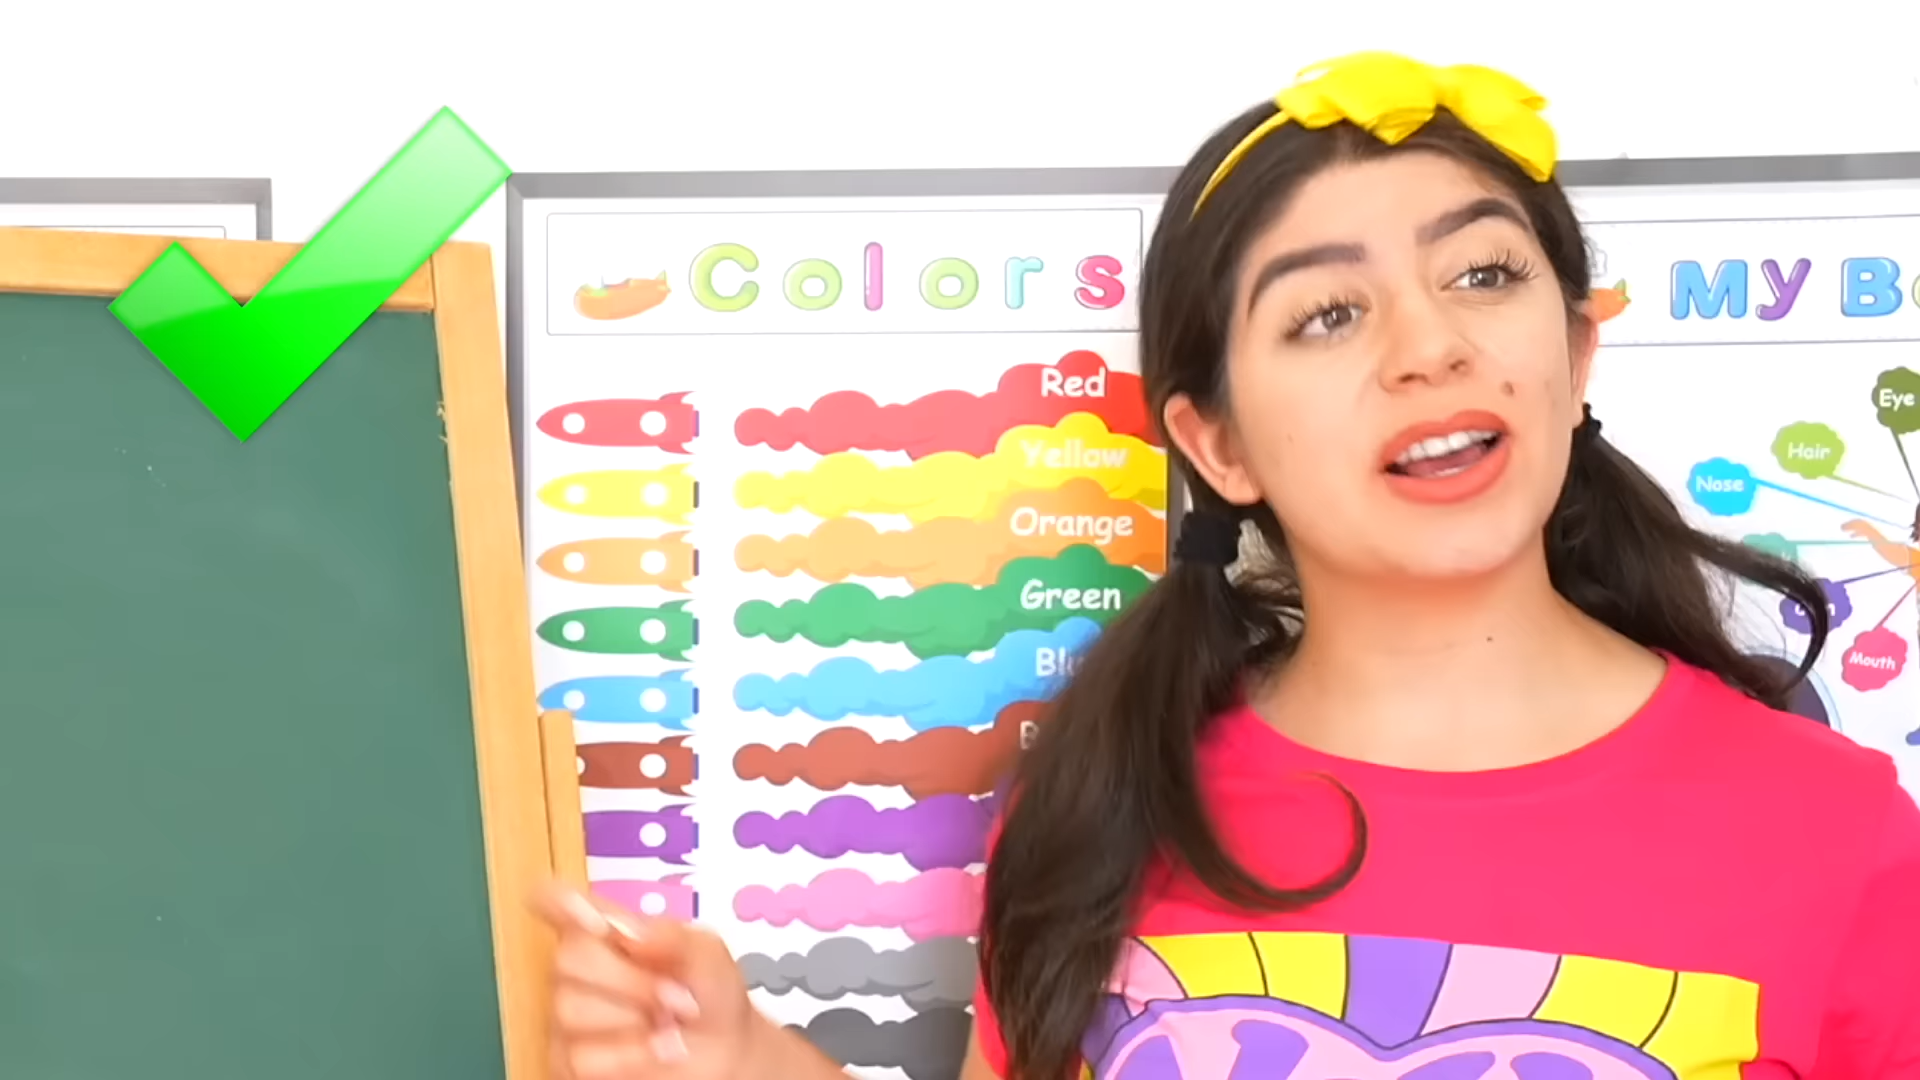 Colors
My B
Red
Yellow
Orange
Green
Eye
Hair
Nose
Mouth